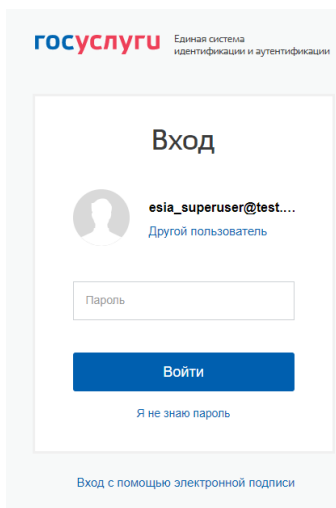 госуслуги
Единая система
идентификации и аутентификации
Вход
esia_superuser@test....
Другой пользователь
Пароль
Войти
Я не знаю пароль
Вход с помощью электронной подписи